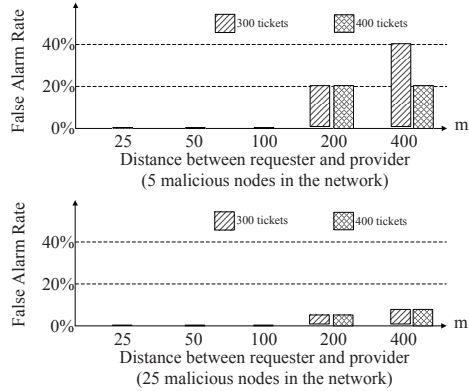 300 tickets 400 tickets
False Alarm Rate
40%
20%
0%
25 50 100 200 400 m
Distance between requester and provider
(5 malicious nodes in the network)
300 tickets 400 tickets
False Alarm Rate
40%
20%
0%
25 50 100 200 400 m
Distance between requester and provider
(25 malicious nodes in the network)